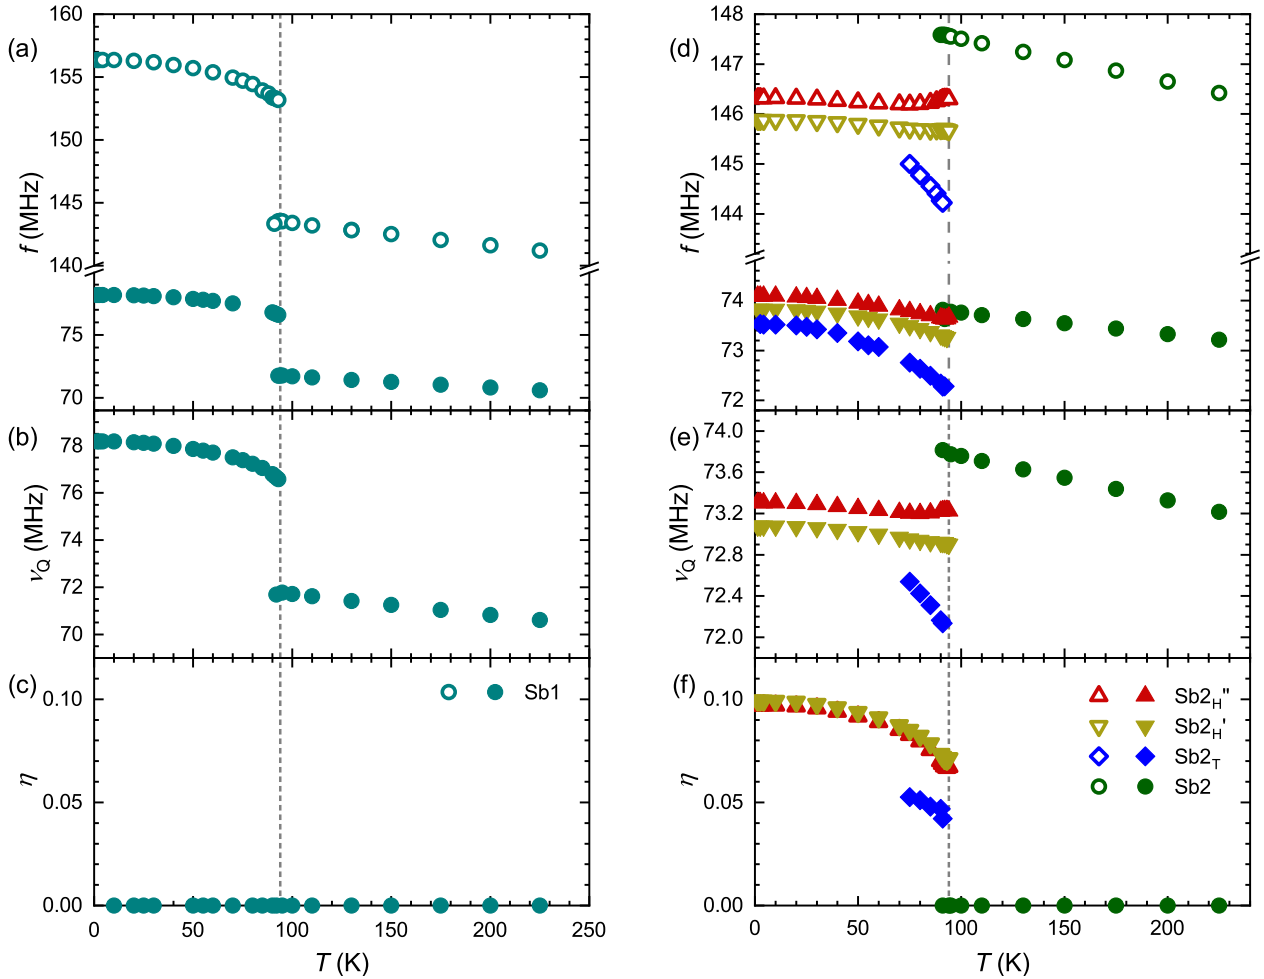 (a)
160
155
150
145
140
75
70
f (MHz)
(b)
78
76
74
72
70
νQ (MHz)
(c)
Sb1
0.10
0.05
0.00
η
0 50 100 150 200 250
T (K)
(d)
148
147
146
145
144
74
73
72
f (MHz)
(e)
74.0
73.6
73.2
72.8
72.4
72.0
νQ (MHz)
(f)
Sb2H"
Sb2H'
Sb2T
Sb2
0.10
0.05
0.00
η
0 50 100 150 200
T (K)